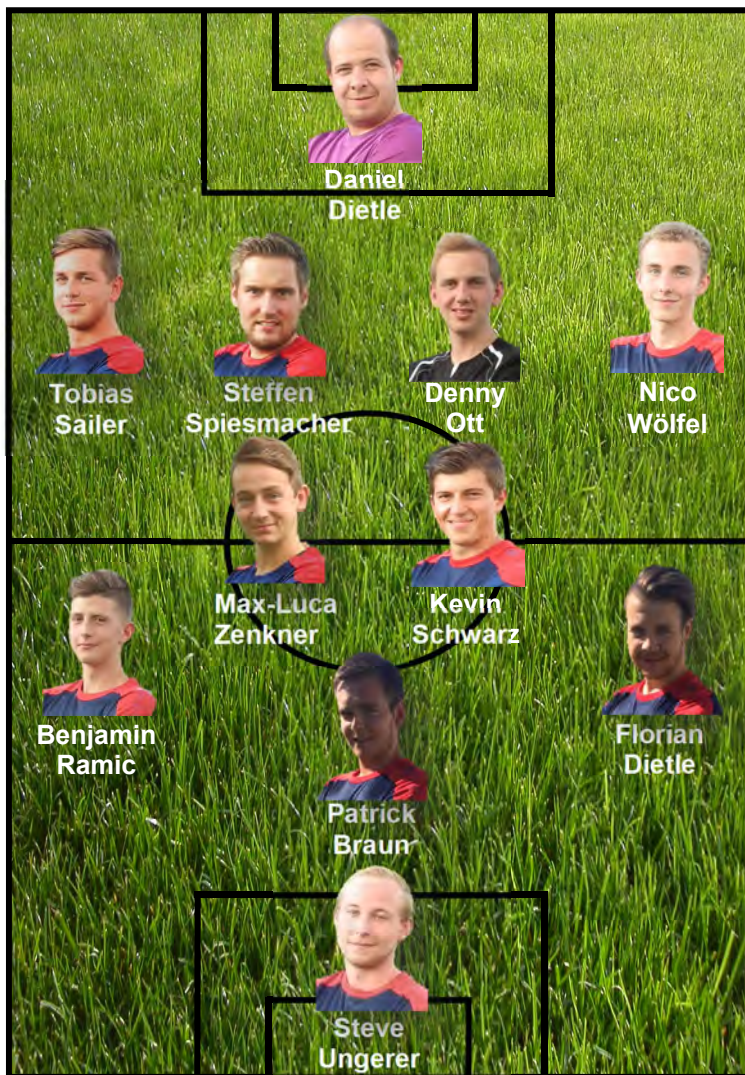 Daniel
Dietle
Tobias
Sailer
Steffen
Spiesmacher
Denny
Ott
Nico
Wölfel
Max-Luca
Zenkner
Kevin
Schwarz
Benjamin
Ramic
Florian
Dietle
Patrick
Braun
Steve
Ungerer